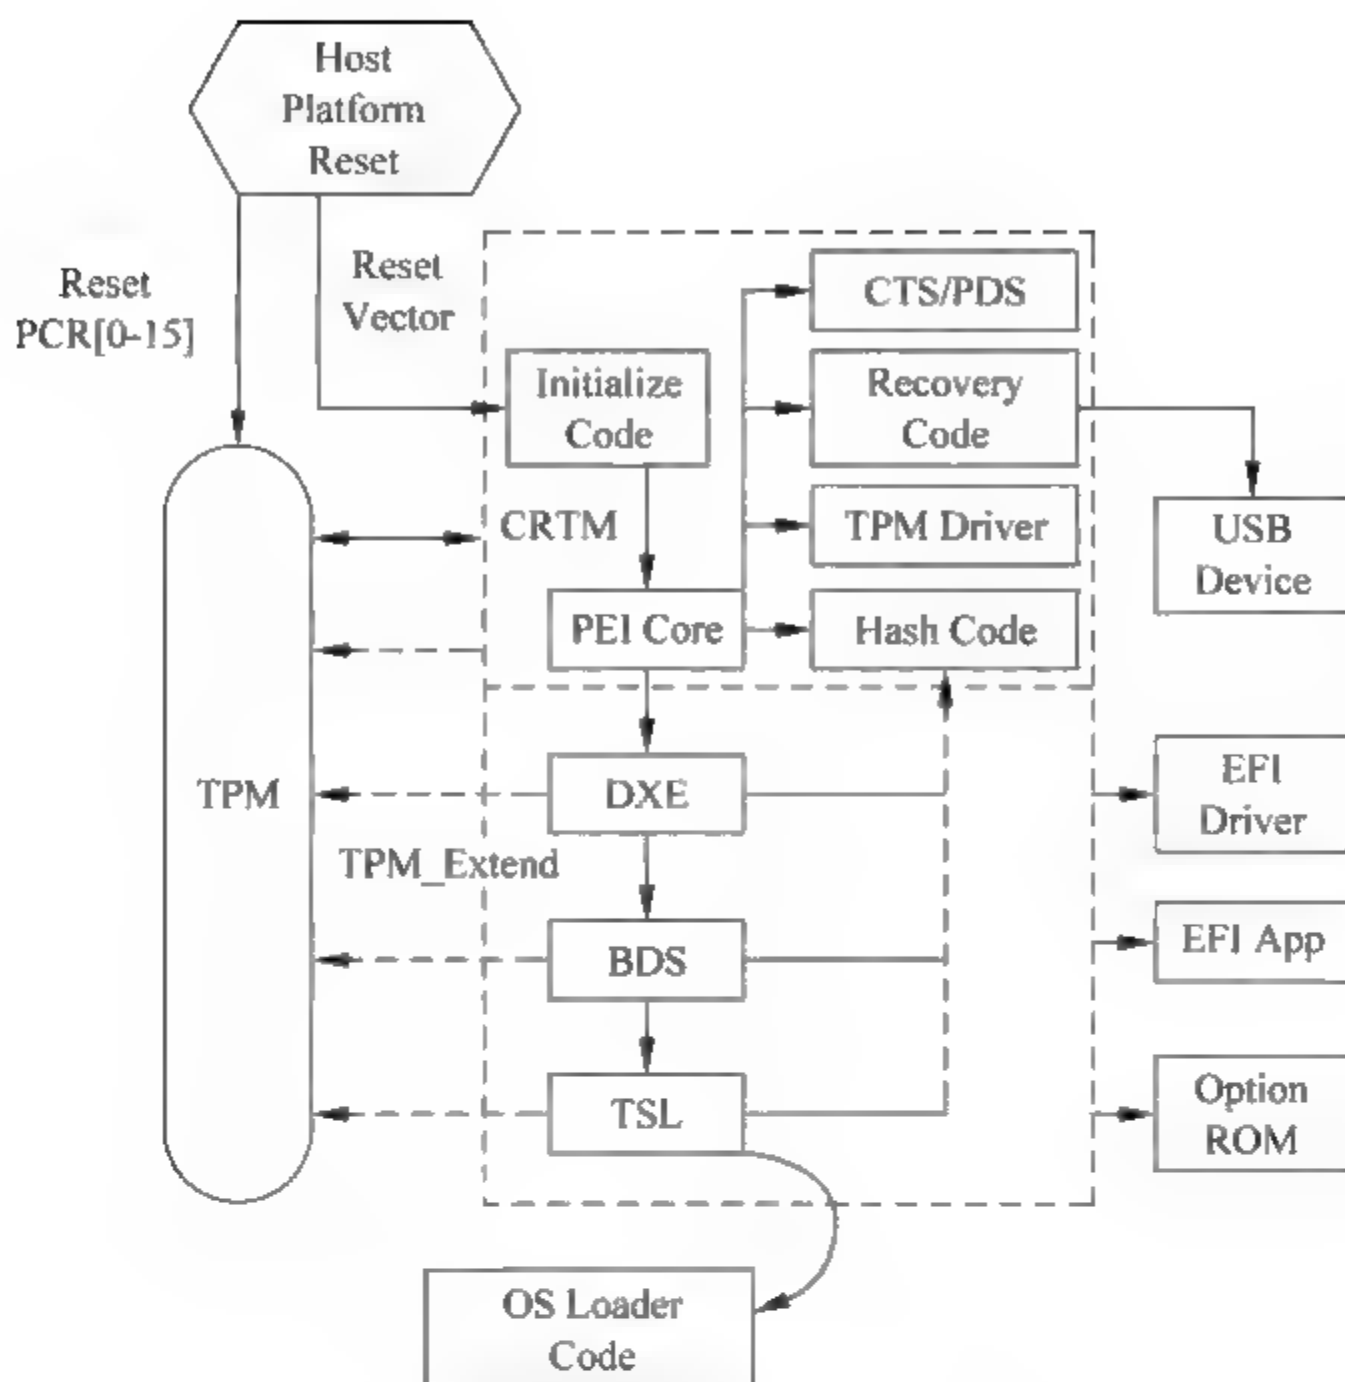 Host
Platform
Reset
Reset
PCR[0-15]
Reset
Vector
CTS/PDS
Initialize
Code
Recovery
Code
CRTM
TPM Driver
USB
Device
PEI Core
Hash Code
TPM
DXE
EFI
Driver
TPM_Extend
BDS
EFI App
TSL
Option
ROM
OS Loader
Code